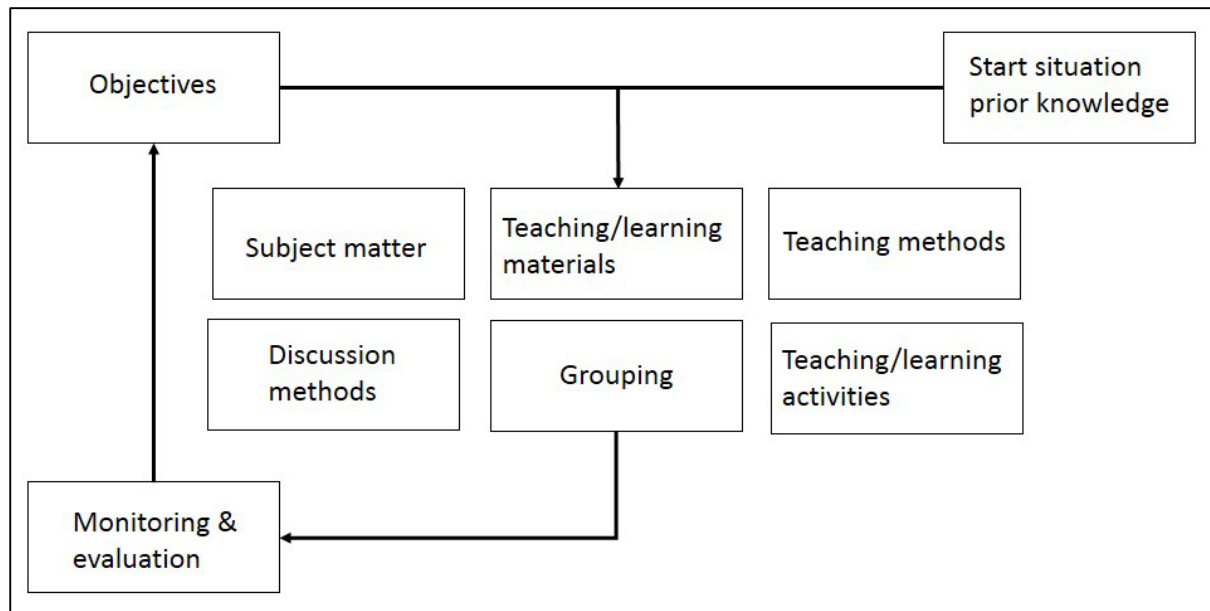 Objectives
Start situation
prior knowledge
Subject matter
Teaching/learning
materials
Teaching methods
Discussion
methods
Grouping
Teaching/learning
activities
Monitoring &
evaluation